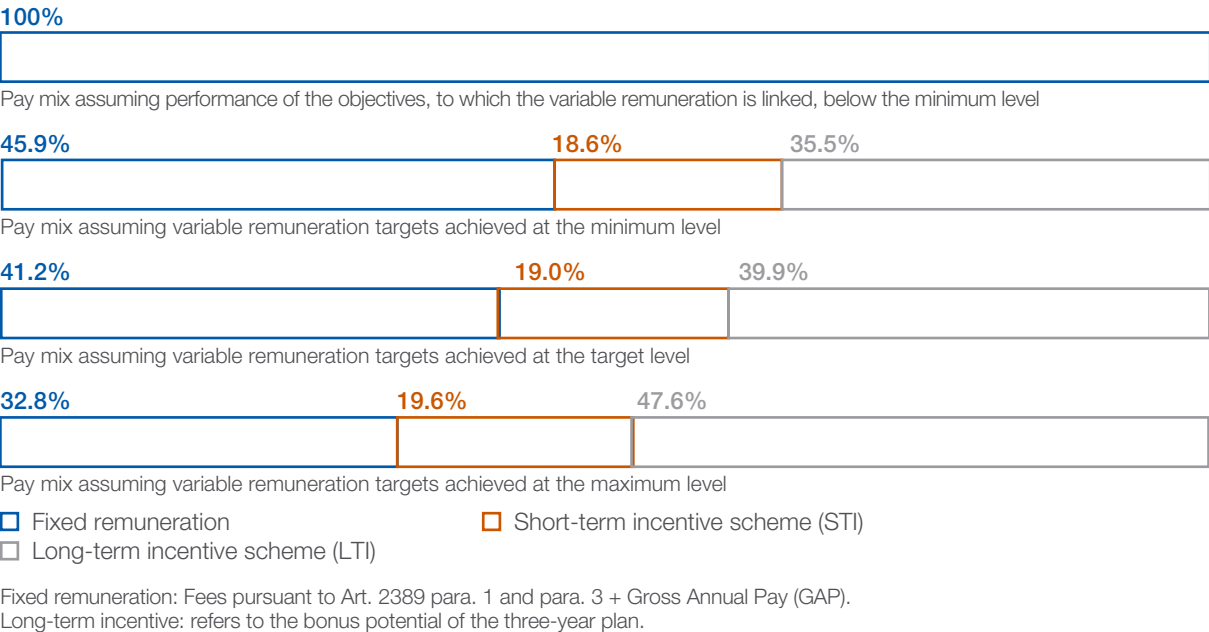 100%
Pay mix assuming performance of the objectives, to which the variable remuneration is linked, below the minimum level
45.9% 18.6% 35.5%
Pay mix assuming variable remuneration targets achieved at the minimum level
41.2% 19.0% 39.9%
Pay mix assuming variable remuneration targets achieved at the target level
32.8% 19.6% 47.6%
Pay mix assuming variable remuneration targets achieved at the maximum level
Fixed remuneration Short-term incentive scheme (STI)
Long-term incentive scheme (LTI)
Fixed remuneration: Fees pursuant to Art. 2389 para. 1 and para. 3 + Gross Annual Pay (GAP).
Long-term incentive: refers to the bonus potential of the three-year plan.